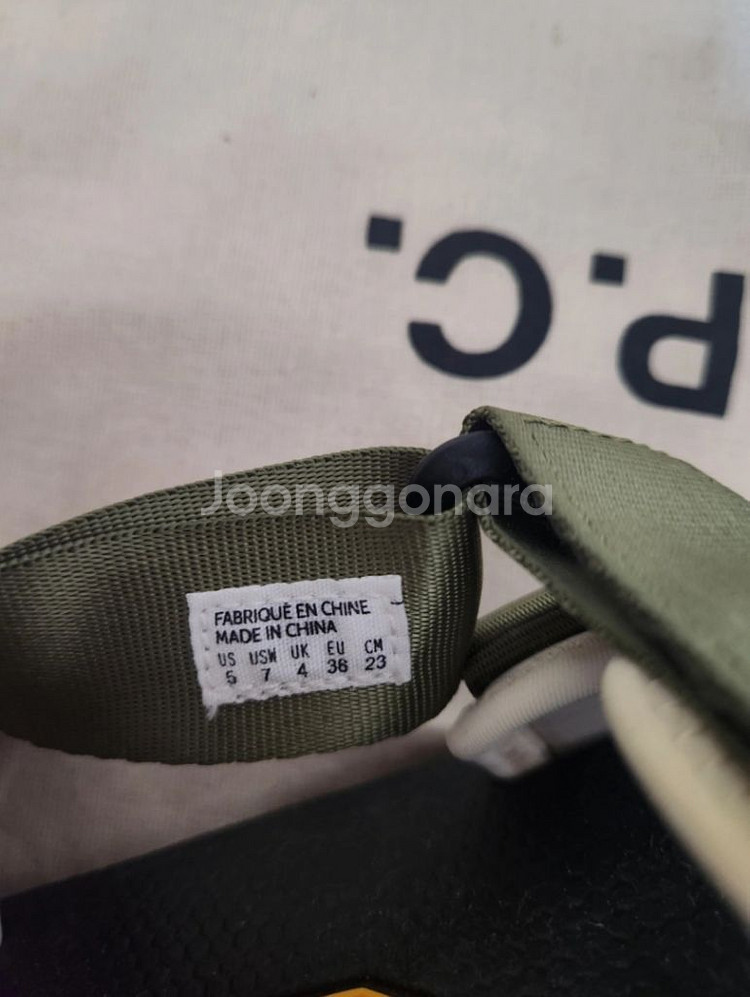 P.C.
Joonggonara
FABRIQUÉ EN CHINE
MADE IN CHINA
US USW UK EU CM
5 7 4 36 23